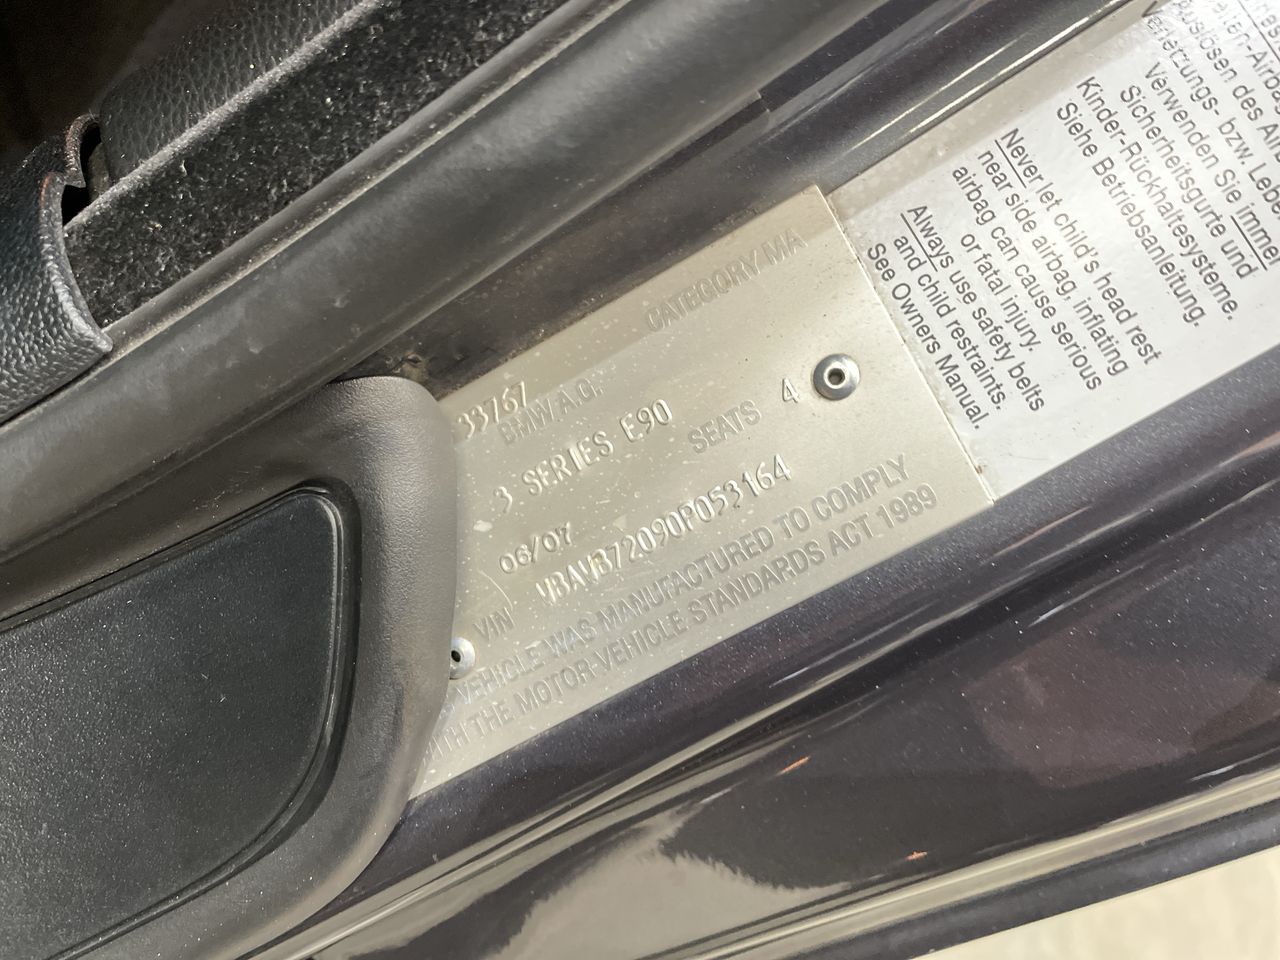 33767
BMW A.G.
CATEGORY MA
3 SERIES E90
06/07
SEATS 4
VIN WBAVB72090P053164
VEHICLE WAS MANUFACTURED TO COMPLY
WITH THE MOTOR VEHICLE STANDARDS ACT 1989
Auslösen des
Verletzungs- bzw.
Verwenden Sie immer
Sicherheitsgurte und
Kinder-Rückhaltesysteme.
Siehe Betriebsanleitung.
Never let child's head rest
near side airbag, inflating
airbag can cause serious
or fatal injury.
Always use safety belts
and child restraints.
See Owners Manual.